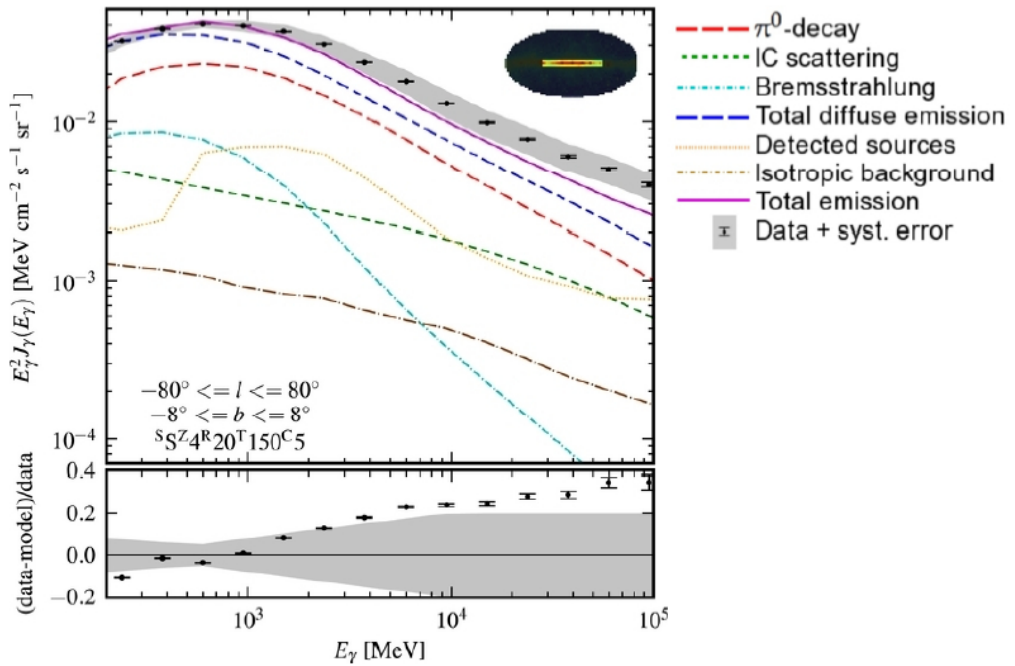 10⁻²
10⁻³
10⁻⁴
E²γJγ(Eγ) [MeV cm⁻² s⁻¹ sr⁻¹]
−80° <= l <= 80°
−8° <= b <= 8°
ˢSᶻ4ᴿ20ᵀ150ᶜ5
π⁰-decay
IC scattering
Bremsstrahlung
Total diffuse emission
Detected sources
Isotropic background
Total emission
Data + syst. error
0.4
0.2
0.0
−0.2
(data-model)/data
10³ 10⁴ 10⁵
Eγ [MeV]